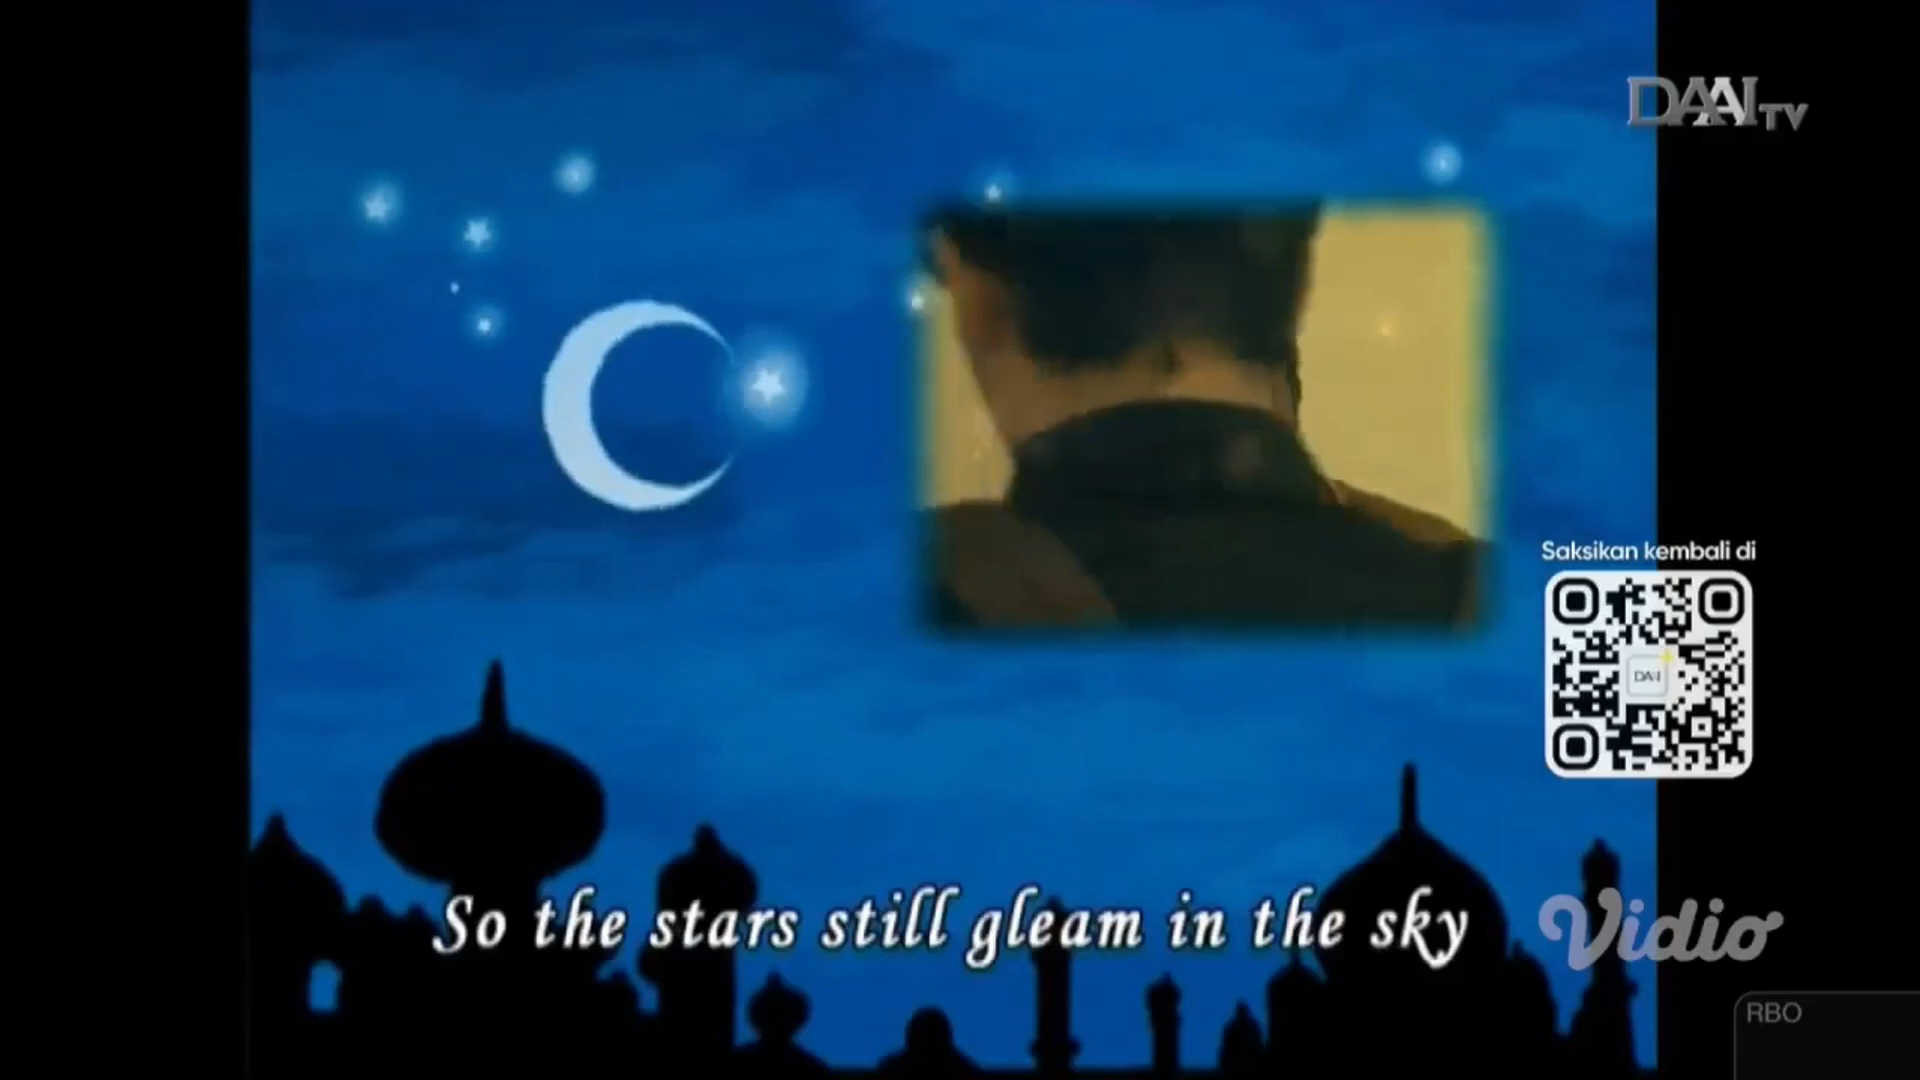 DAAI TV
Saksikan kembali di
DAAI
So the stars still gleam in the sky
Vidio
RBO